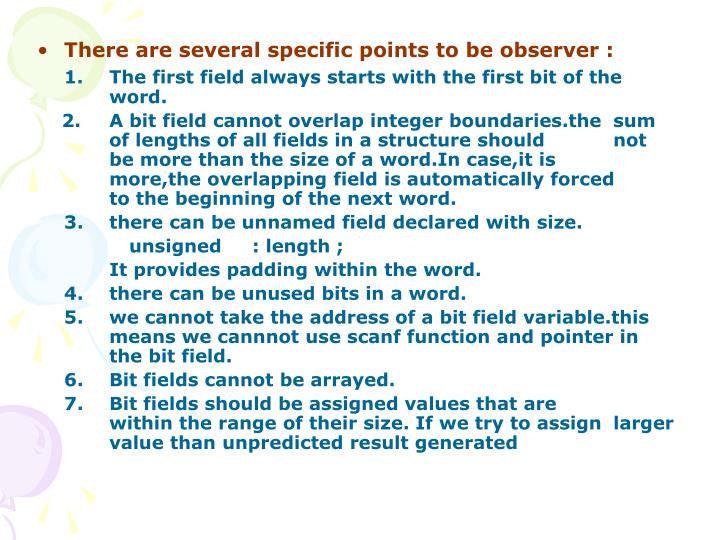 • There are several specific points to be observer :
1. The first field always starts with the first bit of the
word.
2. A bit field cannot overlap integer boundaries.the sum
of lengths of all fields in a structure should not
be more than the size of a word.In case,it is
more,the overlapping field is automatically forced
to the beginning of the next word.
3. there can be unnamed field declared with size.
unsigned : length ;
It provides padding within the word.
4. there can be unused bits in a word.
5. we cannot take the address of a bit field variable.this
means we cannnot use scanf function and pointer in
the bit field.
6. Bit fields cannot be arrayed.
7. Bit fields should be assigned values that are
within the range of their size. If we try to assign larger
value than unpredicted result generated